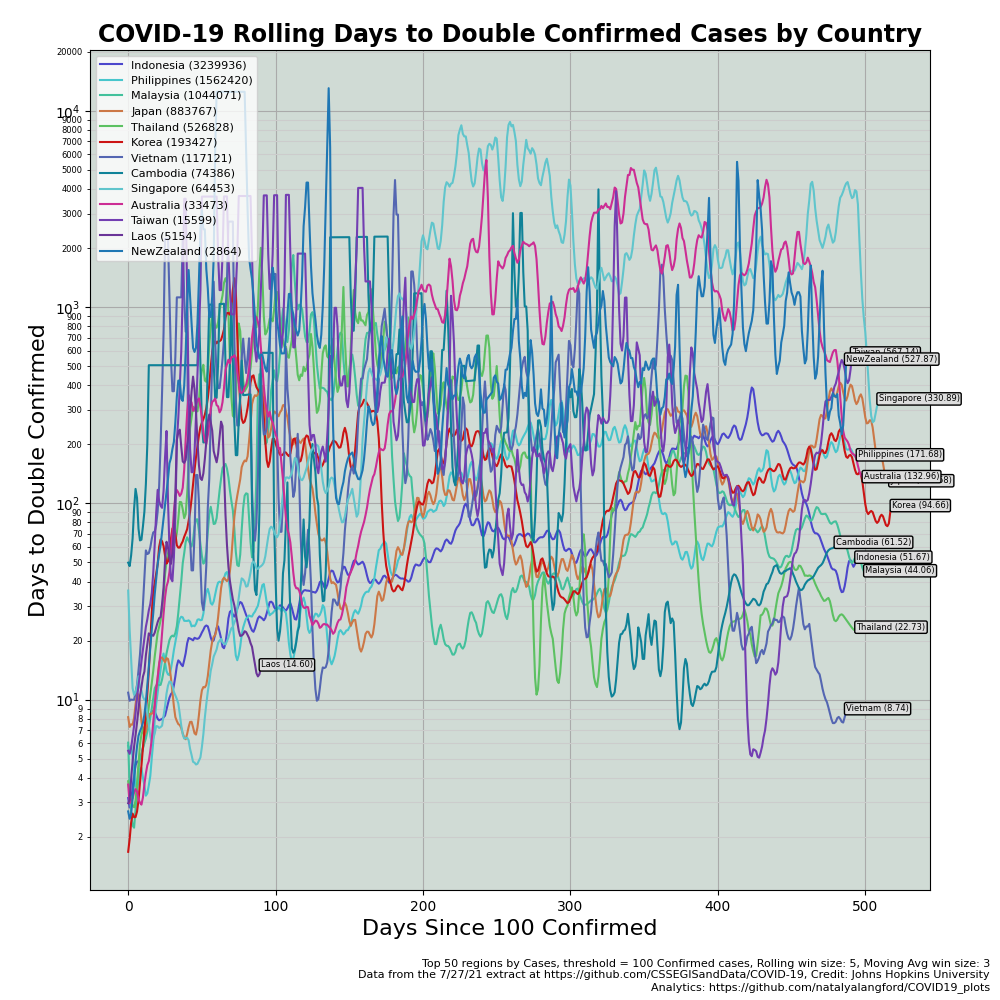 COVID-19 Rolling Days to Double Confirmed Cases by Country
Days to Double Confirmed
20000
10^4
9000
8000
7000
6000
5000
4000
3000
2000
10^3
900
800
700
600
500
400
300
200
10^2
90
80
70
60
50
40
30
20
10^1
9
8
7
6
5
4
3
2
Indonesia (3239936)
Philippines (1562420)
Malaysia (1044071)
Japan (883767)
Thailand (526828)
Korea (193427)
Vietnam (117121)
Cambodia (74386)
Singapore (64453)
Australia (33473)
Taiwan (15599)
Laos (5154)
NewZealand (2864)
NewZealand (527.87)
Singapore (330.89)
Philippines (171.68)
Australia (132.96)
Korea (94.66)
Cambodia (61.52)
Indonesia (51.67)
Malaysia (44.06)
Thailand (22.73)
Laos (14.60)
Vietnam (8.74)
0
100
200
300
400
500
Days Since 100 Confirmed
Top 50 regions by Cases, threshold = 100 Confirmed cases, Rolling win size: 5, Moving Avg win size: 3
Data from the 7/27/21 extract at https://github.com/CSSEGISandData/COVID-19, Credit: Johns Hopkins University
Analytics: https://github.com/natalyalangford/COVID19_plots